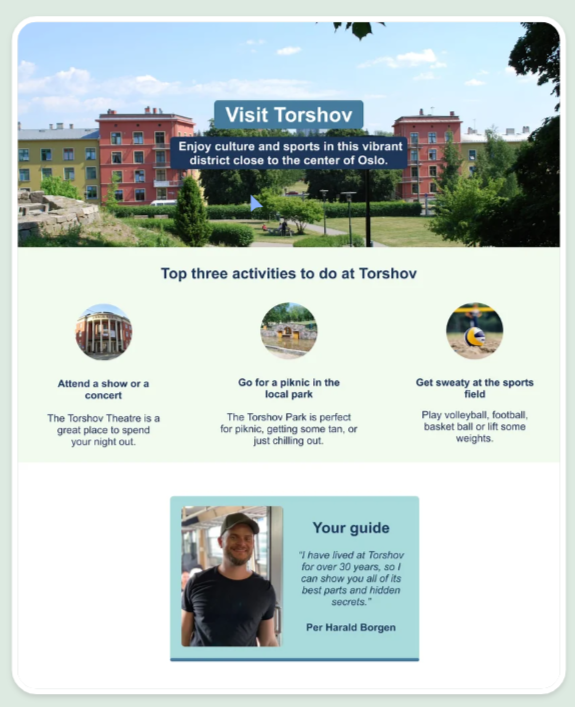 Visit Torshov
Enjoy culture and sports in this vibrant
district close to the center of Oslo.
Top three activities to do at Torshov
Attend a show or a
concert
The Torshov Theatre is a
great place to spend
your night out.
Go for a piknic in the
local park
The Torshov Park is perfect
for piknic, getting some tan, or
just chilling out.
Get sweaty at the sports
field
Play volleyball, football,
basket ball or lift some
weights.
Your guide
"I have lived at Torshov
for over 30 years, so I
can show you all of its
best parts and hidden
secrets."
Per Harald Borgen